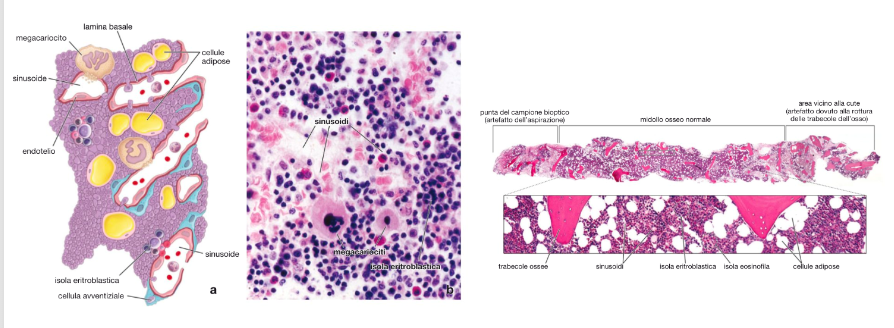 lamina basale
megacariocito
cellule
adipose
sinusoide
endotelio
sinusoide
isola eritroblastica
cellula avventiziale
a
sinusoidi
megacariociti
isola eritroblastica
b
punta del campione bioptico
(artefatto dell'aspirazione)
midollo osseo normale
area vicino alla cute
(artefatto dovuto alla rottura
delle trabecole dell'osso)
trabecole ossee
sinusoidi
isola eritroblastica
isola eosinofila
cellule adipose